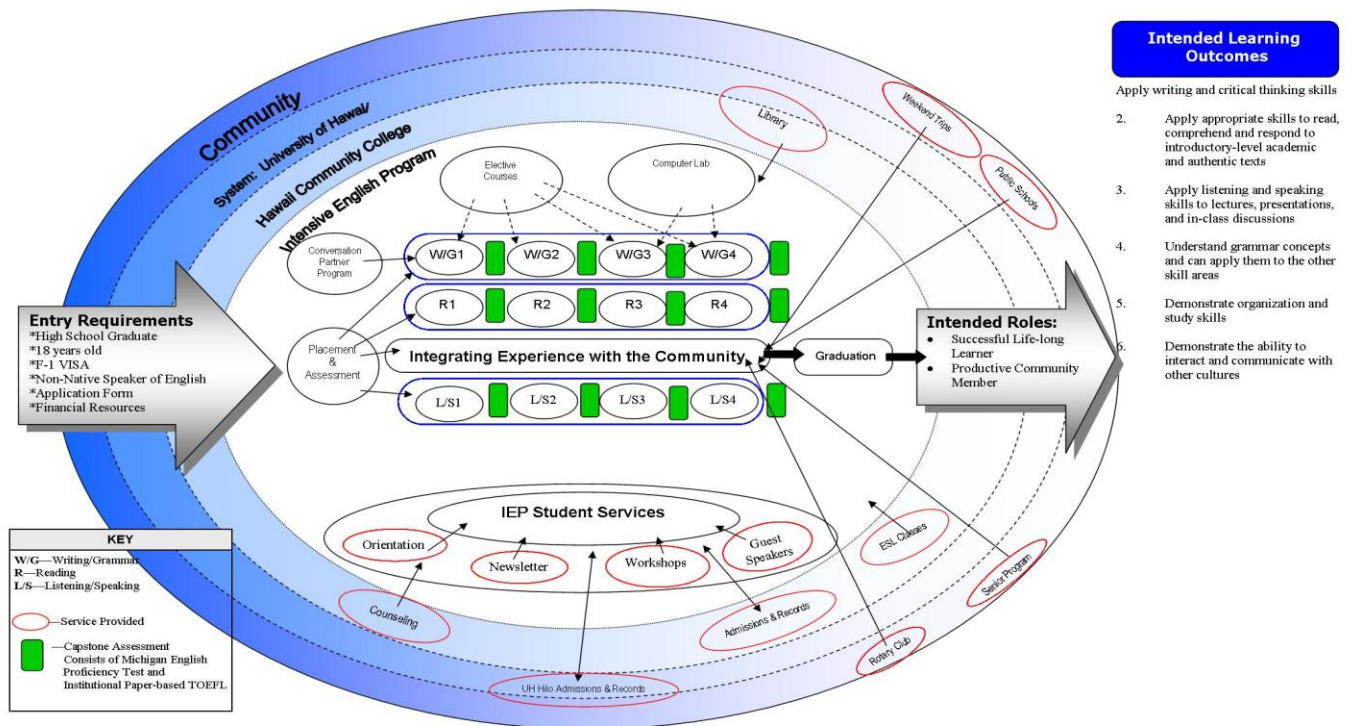 Intended Learning
Outcomes
Apply writing and critical thinking skills
2. Apply appropriate skills to read,
comprehend and respond to
introductory-level academic
and authentic texts
3. Apply listening and speaking
skills to lectures, presentations,
and in-class discussions
4. Understand grammar concepts
and can apply them to the other
skill areas
5. Demonstrate organization and
study skills
6. Demonstrate the ability to
interact and communicate with
other cultures
Community
System: University of Hawai/
Hawaii Community College
Intensive English Program
Library
Weekend Trips
Public Schools
Elective
Courses
Computer Lab
Conversation
Partner
Program
W/G1
W/G2
W/G3
W/G4
R1
R2
R3
R4
Placement
&
Assessment
Integrating Experience with the Community
Graduation
L/S1
L/S2
L/S3
L/S4
Entry Requirements
*High School Graduate
*18 years old
*F-1 VISA
*Non-Native Speaker of English
*Application Form
*Financial Resources
Intended Roles:
• Successful Life-long
Learner
• Productive Community
Member
IEP Student Services
Orientation
Newsletter
Workshops
Guest
Speakers
Counseling
Admissions & Records
ESL Classes
Senior Program
Rotary Club
UH Hilo Admissions & Records
KEY
W/G—Writing/Grammar
R—Reading
L/S—Listening/Speaking
—Service Provided
—Capstone Assessment
Consists of Michigan English
Proficiency Test and
Institutional Paper-based TOEFL